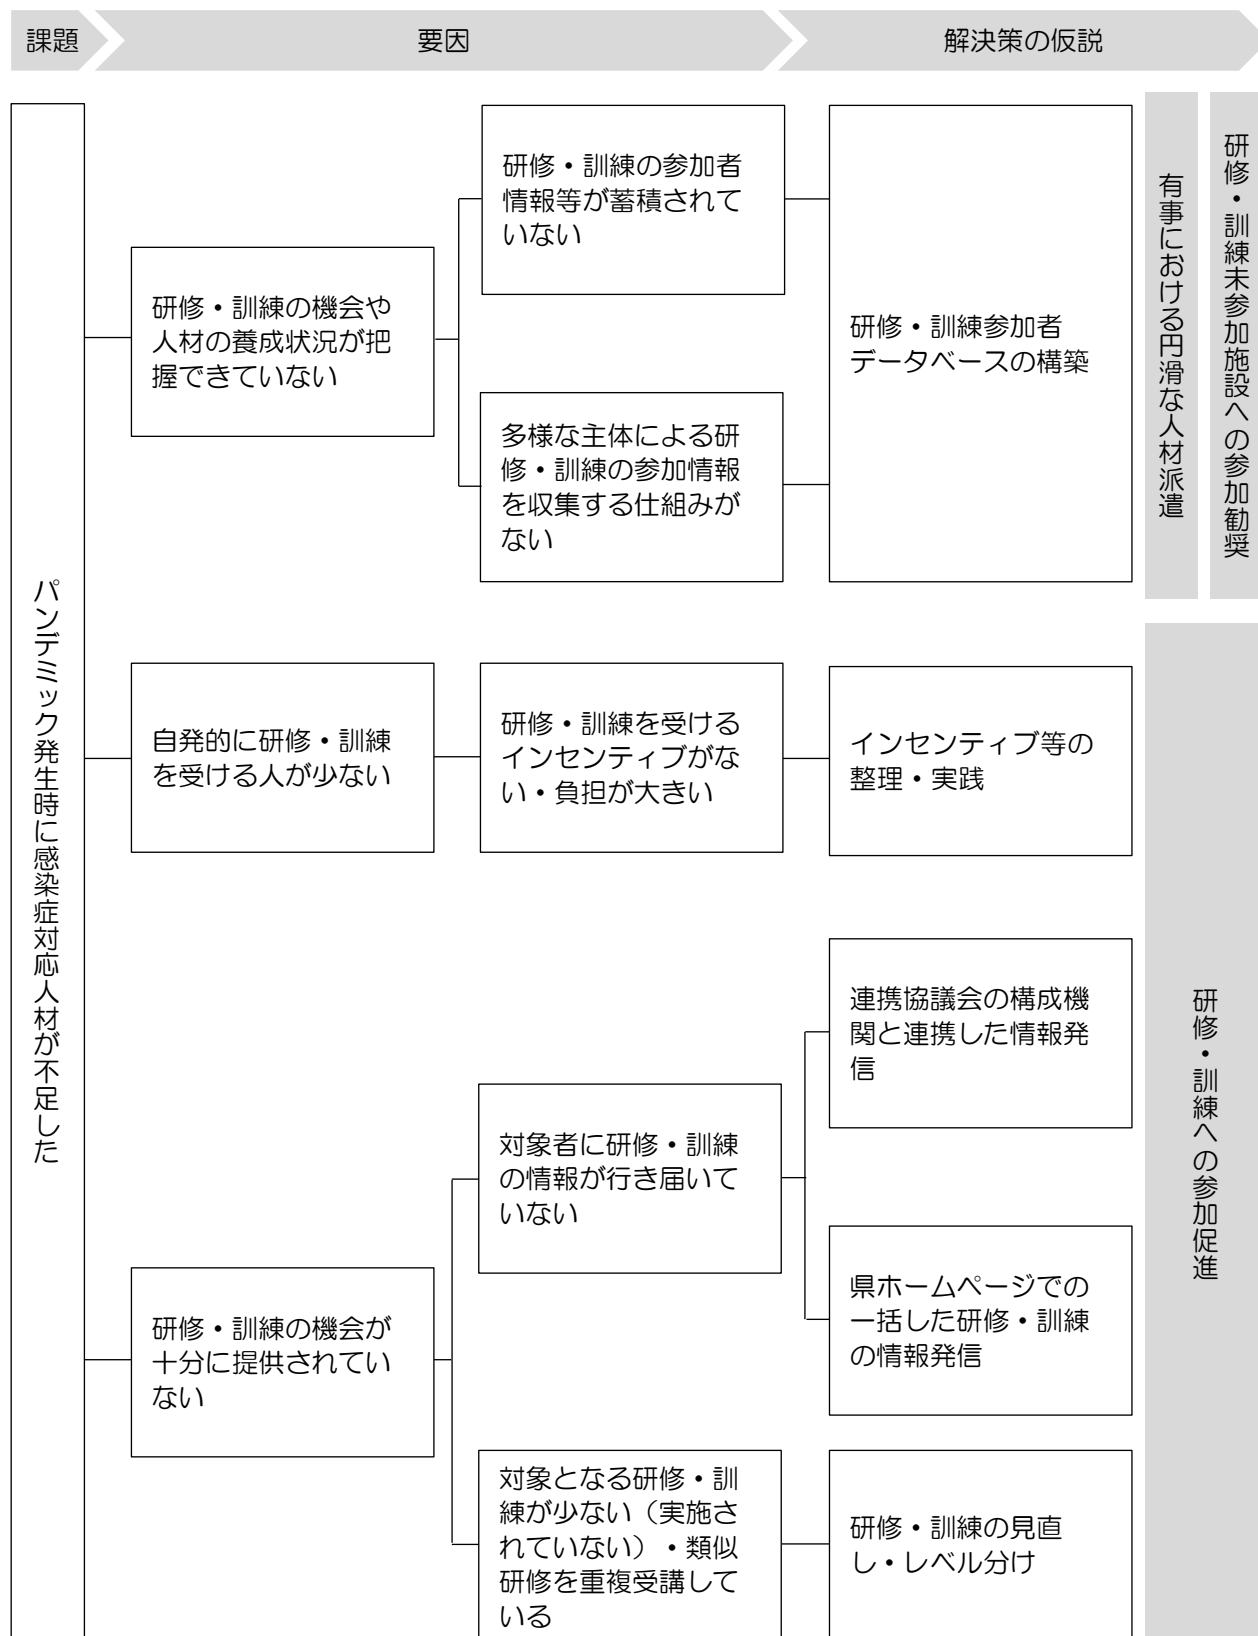 課題
要因
解決策の仮説
パンデミック発生時に感染症対応人材が不足した
研修・訓練の機会や
人材の養成状況が把
握できていない
研修・訓練の参加者
情報等が蓄積されて
いない
多様な主体による研
修・訓練の参加情報
を収集する仕組みが
ない
研修・訓練参加者
データベースの構築
有事における円滑な人材派遣
研修・訓練未参加施設への参加勧奨
自発的に研修・訓練
を受ける人が少ない
研修・訓練を受ける
インセンティブがな
い・負担が大きい
インセンティブ等の
整理・実践
研修・訓練の機会が
十分に提供されてい
ない
対象者に研修・訓練
の情報が行き届いて
いない
連携協議会の構成機
関と連携した情報発
信
県ホームページでの
一括した研修・訓練
の情報発信
対象となる研修・訓
練が少ない（実施さ
れていない）・類似
研修を重複受講して
いる
研修・訓練の見直
し・レベル分け
研修・訓練への参加促進